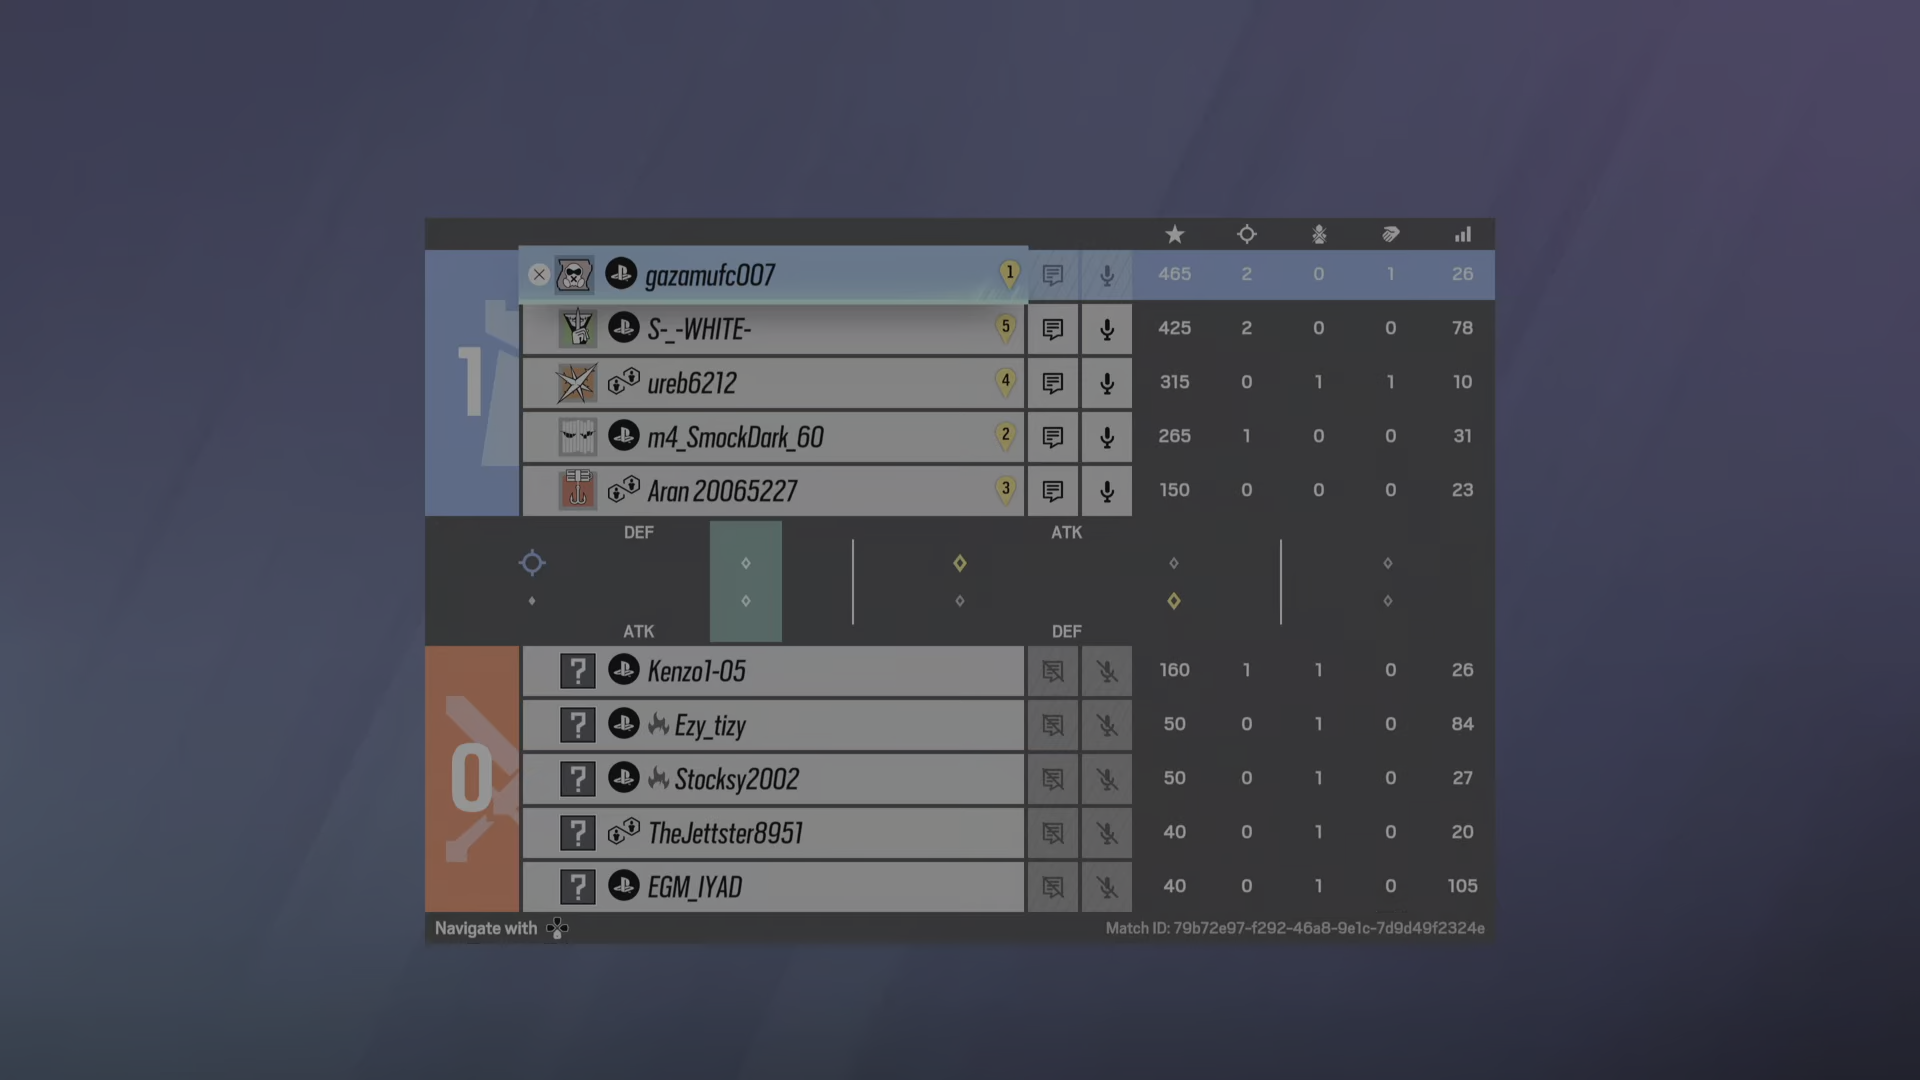 gazamufc007 1 465 2 0 1 26
S-_-WHITE- 5 425 2 0 0 78
1
ureb6212 4 315 0 1 1 10
m4_SmockDark_60 2 265 1 0 0 31
Aran 20065227 3 150 0 0 0 23
DEF ATK
ATK DEF
? Kenzo1-05 160 1 1 0 26
? Ezy_tizy 50 0 1 0 84
0
? Stocksy2002 50 0 1 0 27
? TheJettster8951 40 0 1 0 20
? EGM_IYAD 40 0 1 0 105
Navigate with Match ID: 79b72e97-f292-46a8-9e1c-7d9d49f2324e